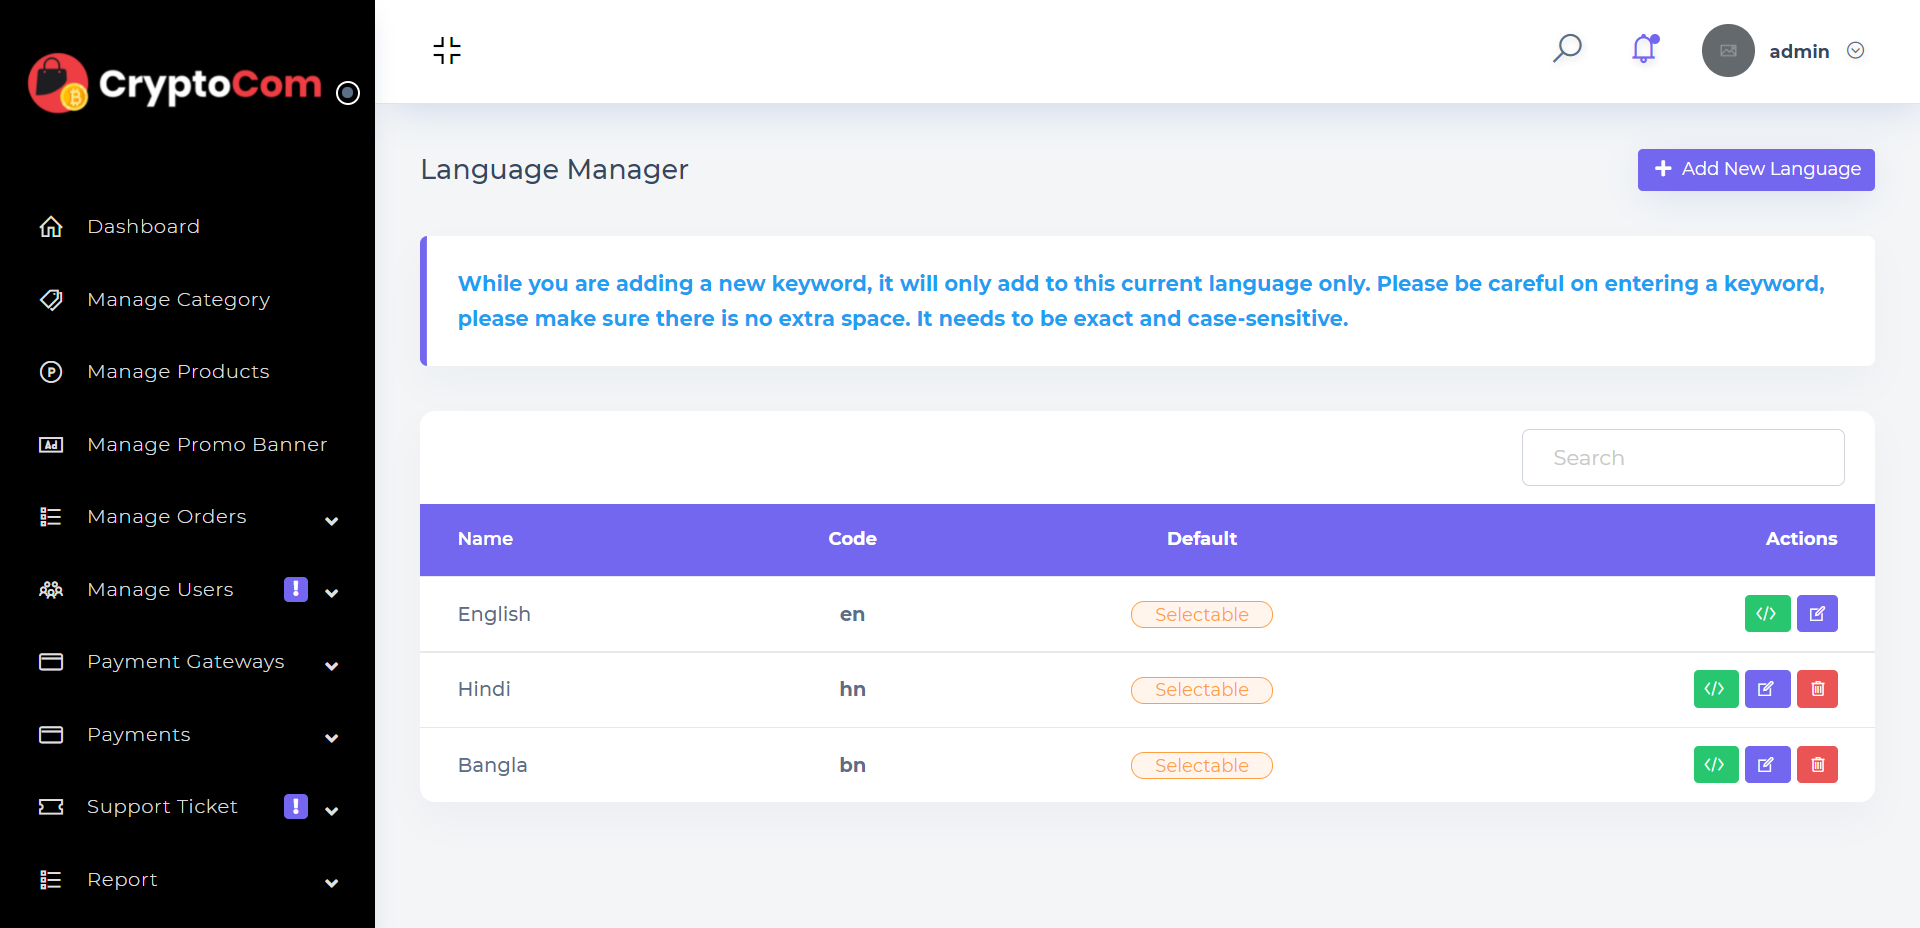 CryptoCom
admin
Dashboard
Manage Category
Manage Products
Manage Promo Banner
Manage Orders
Manage Users
Payment Gateways
Payments
Support Ticket
Report
Language Manager
Add New Language
While you are adding a new keyword, it will only add to this current language only. Please be careful on entering a keyword,
please make sure there is no extra space. It needs to be exact and case-sensitive.
Search
Name Code Default Actions
English en Selectable
Hindi hn Selectable
Bangla bn Selectable